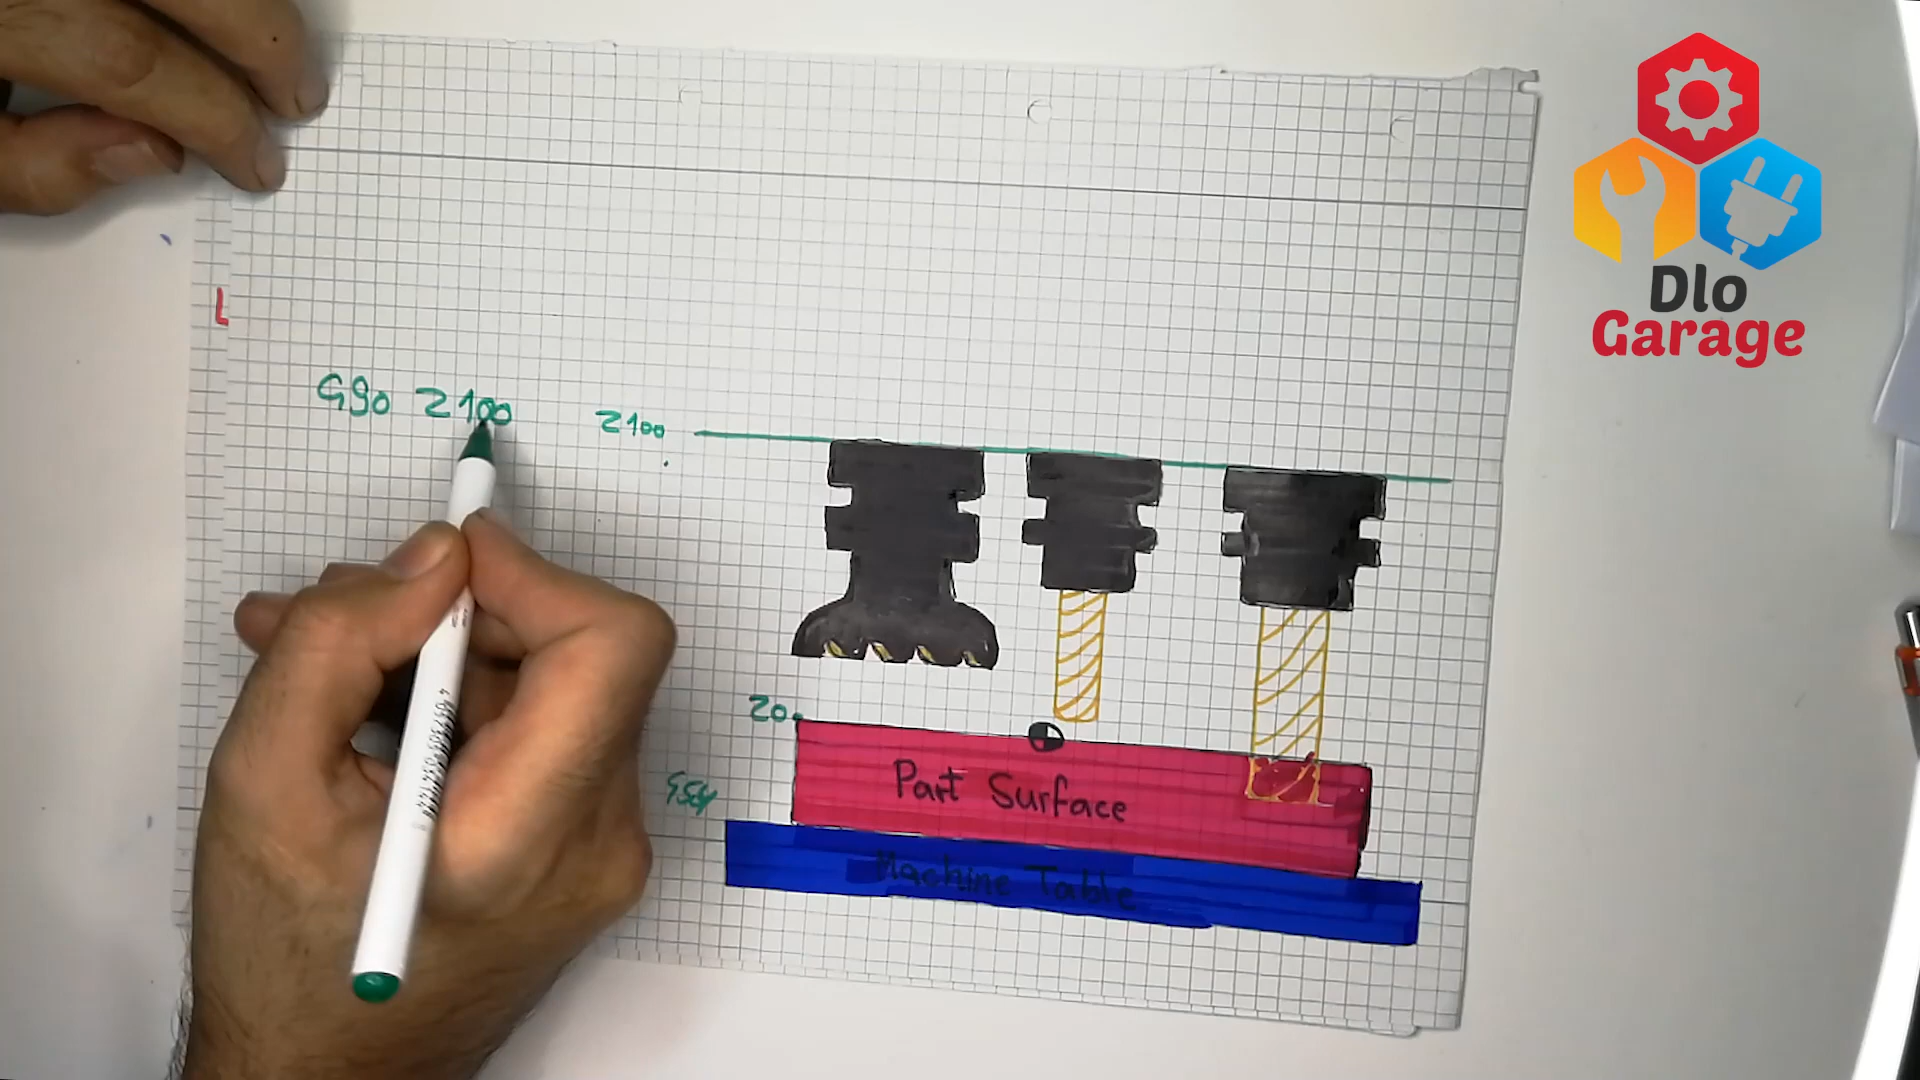 Dlo
Garage
L
G90 Z100
Z100
Z0
G54
Part Surface
Machine Table